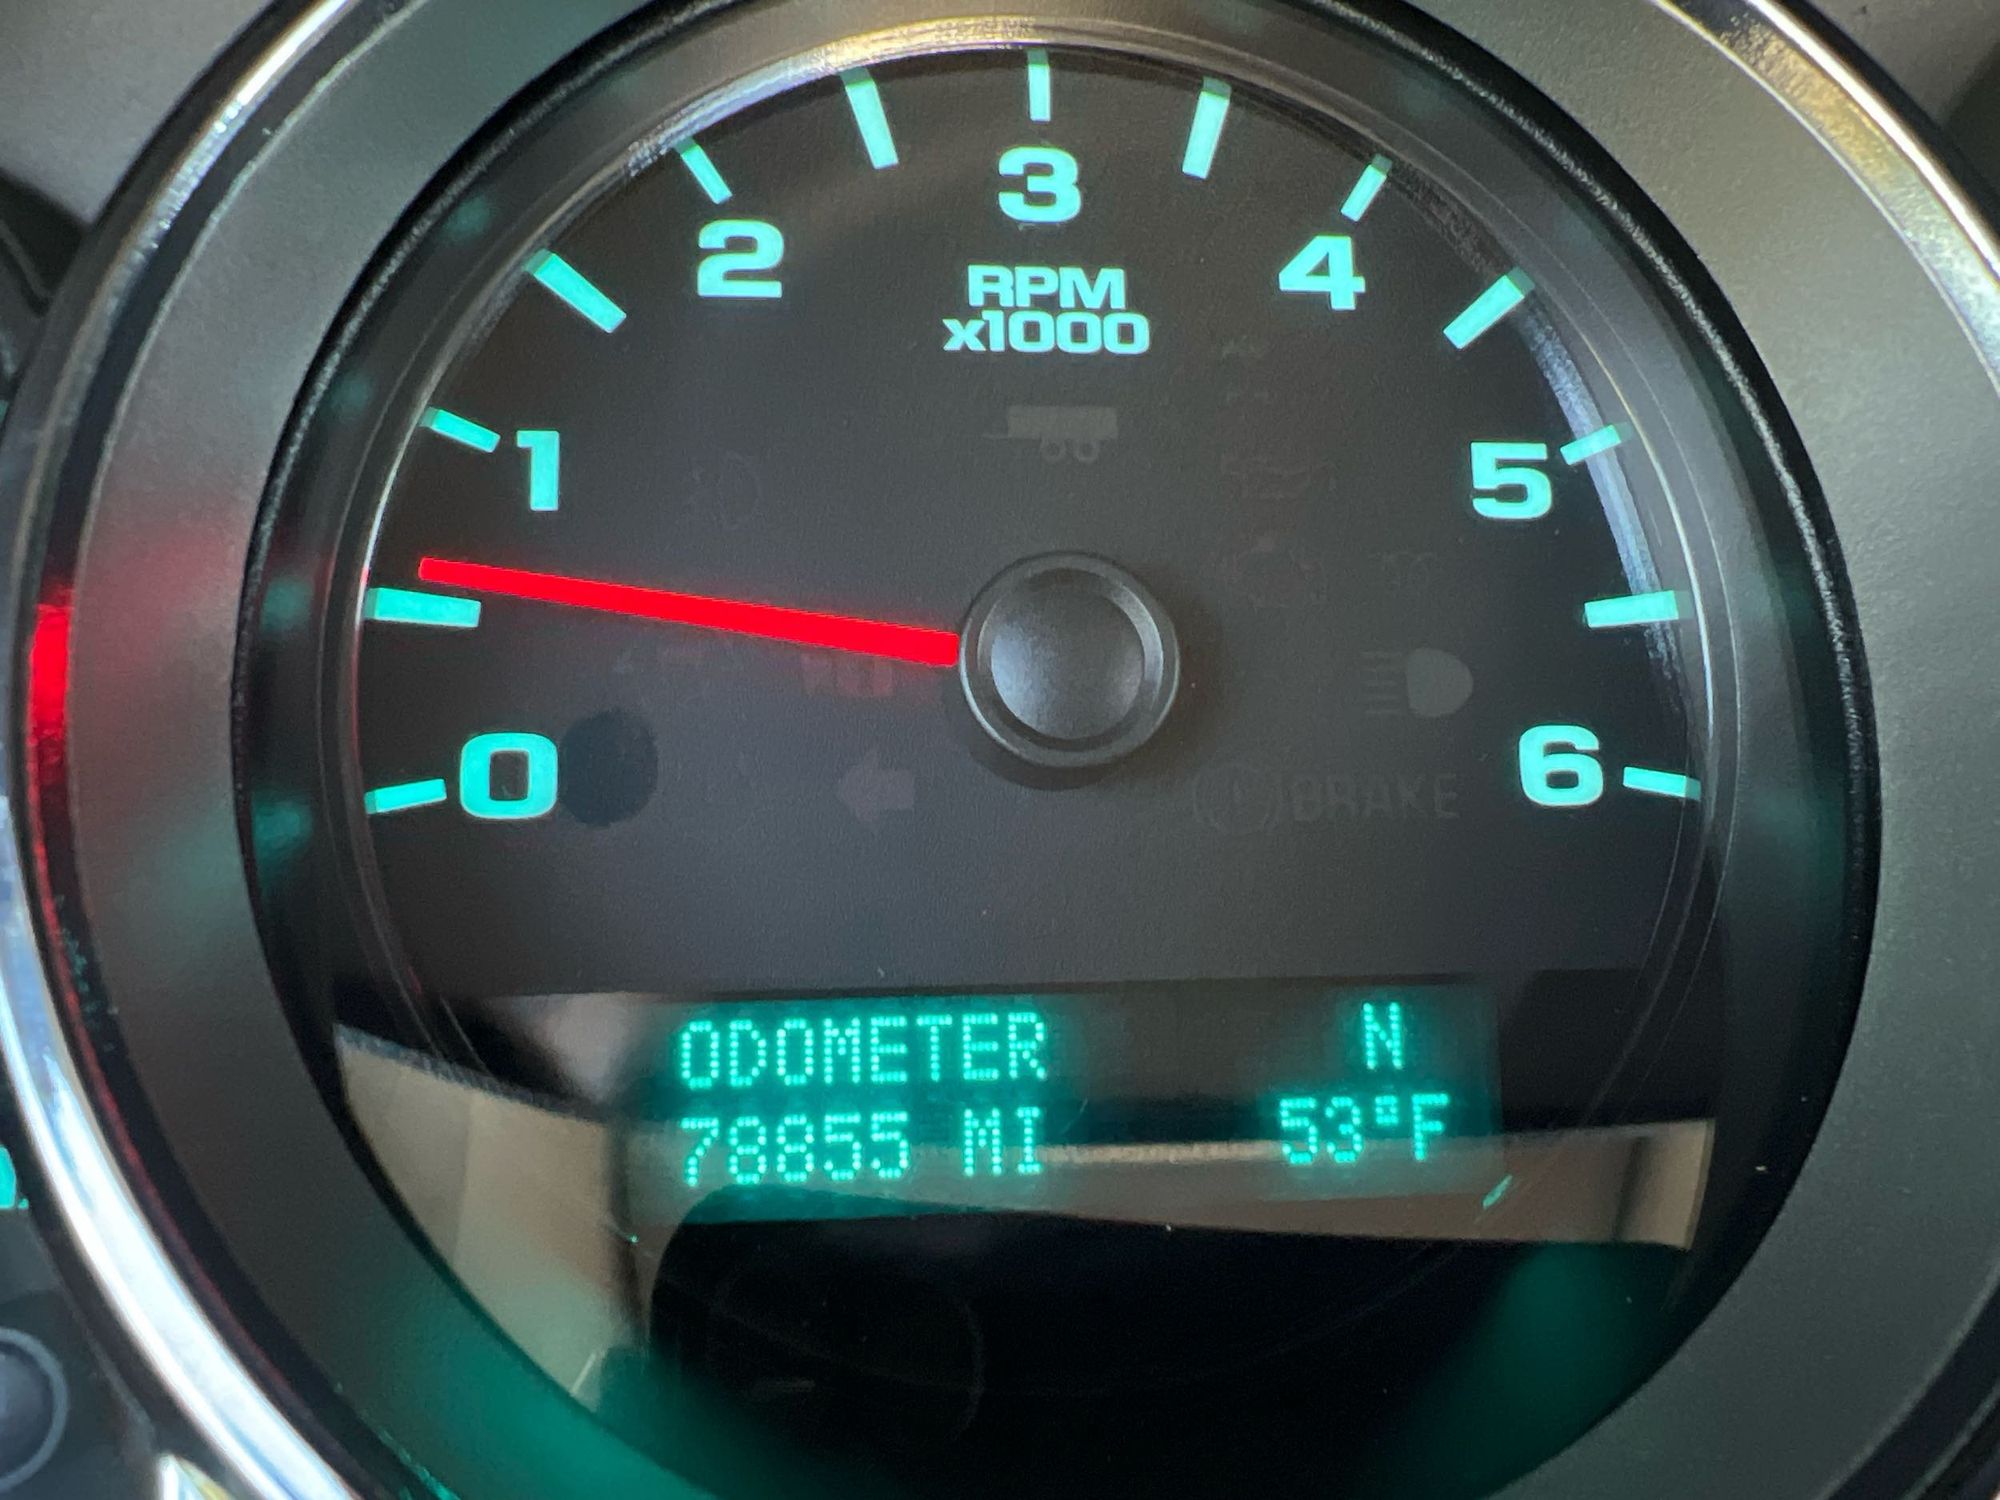 3
2
4
RPM
x1000
1
5
0
6
BRAKE
ODOMETER N
78855 MI 53°F